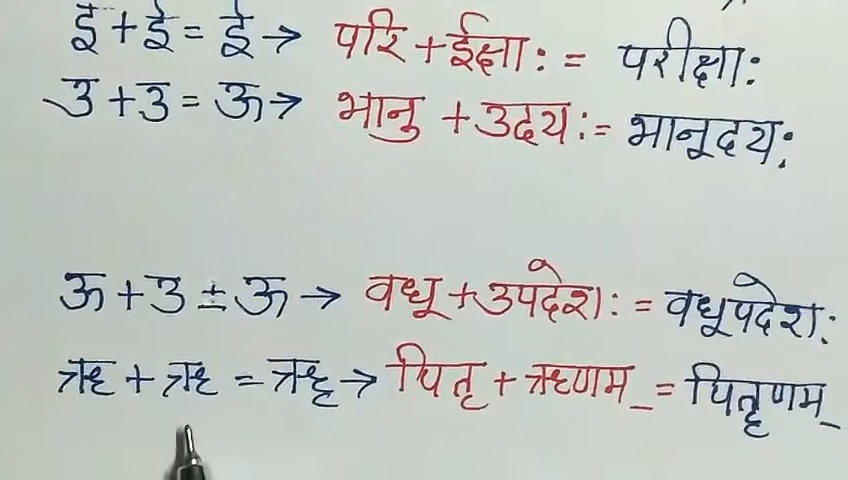 इ + ई = ई → परि + ईक्षाः = परीक्षाः
उ + उ = ऊ → भानु + उदयः = भानूदयः
ऊ + उ = ऊ → वधू + उपदेशः = वधूपदेशः
ऋ + ऋ = ॠ → पितृ + ऋणम् = पितॄणम्